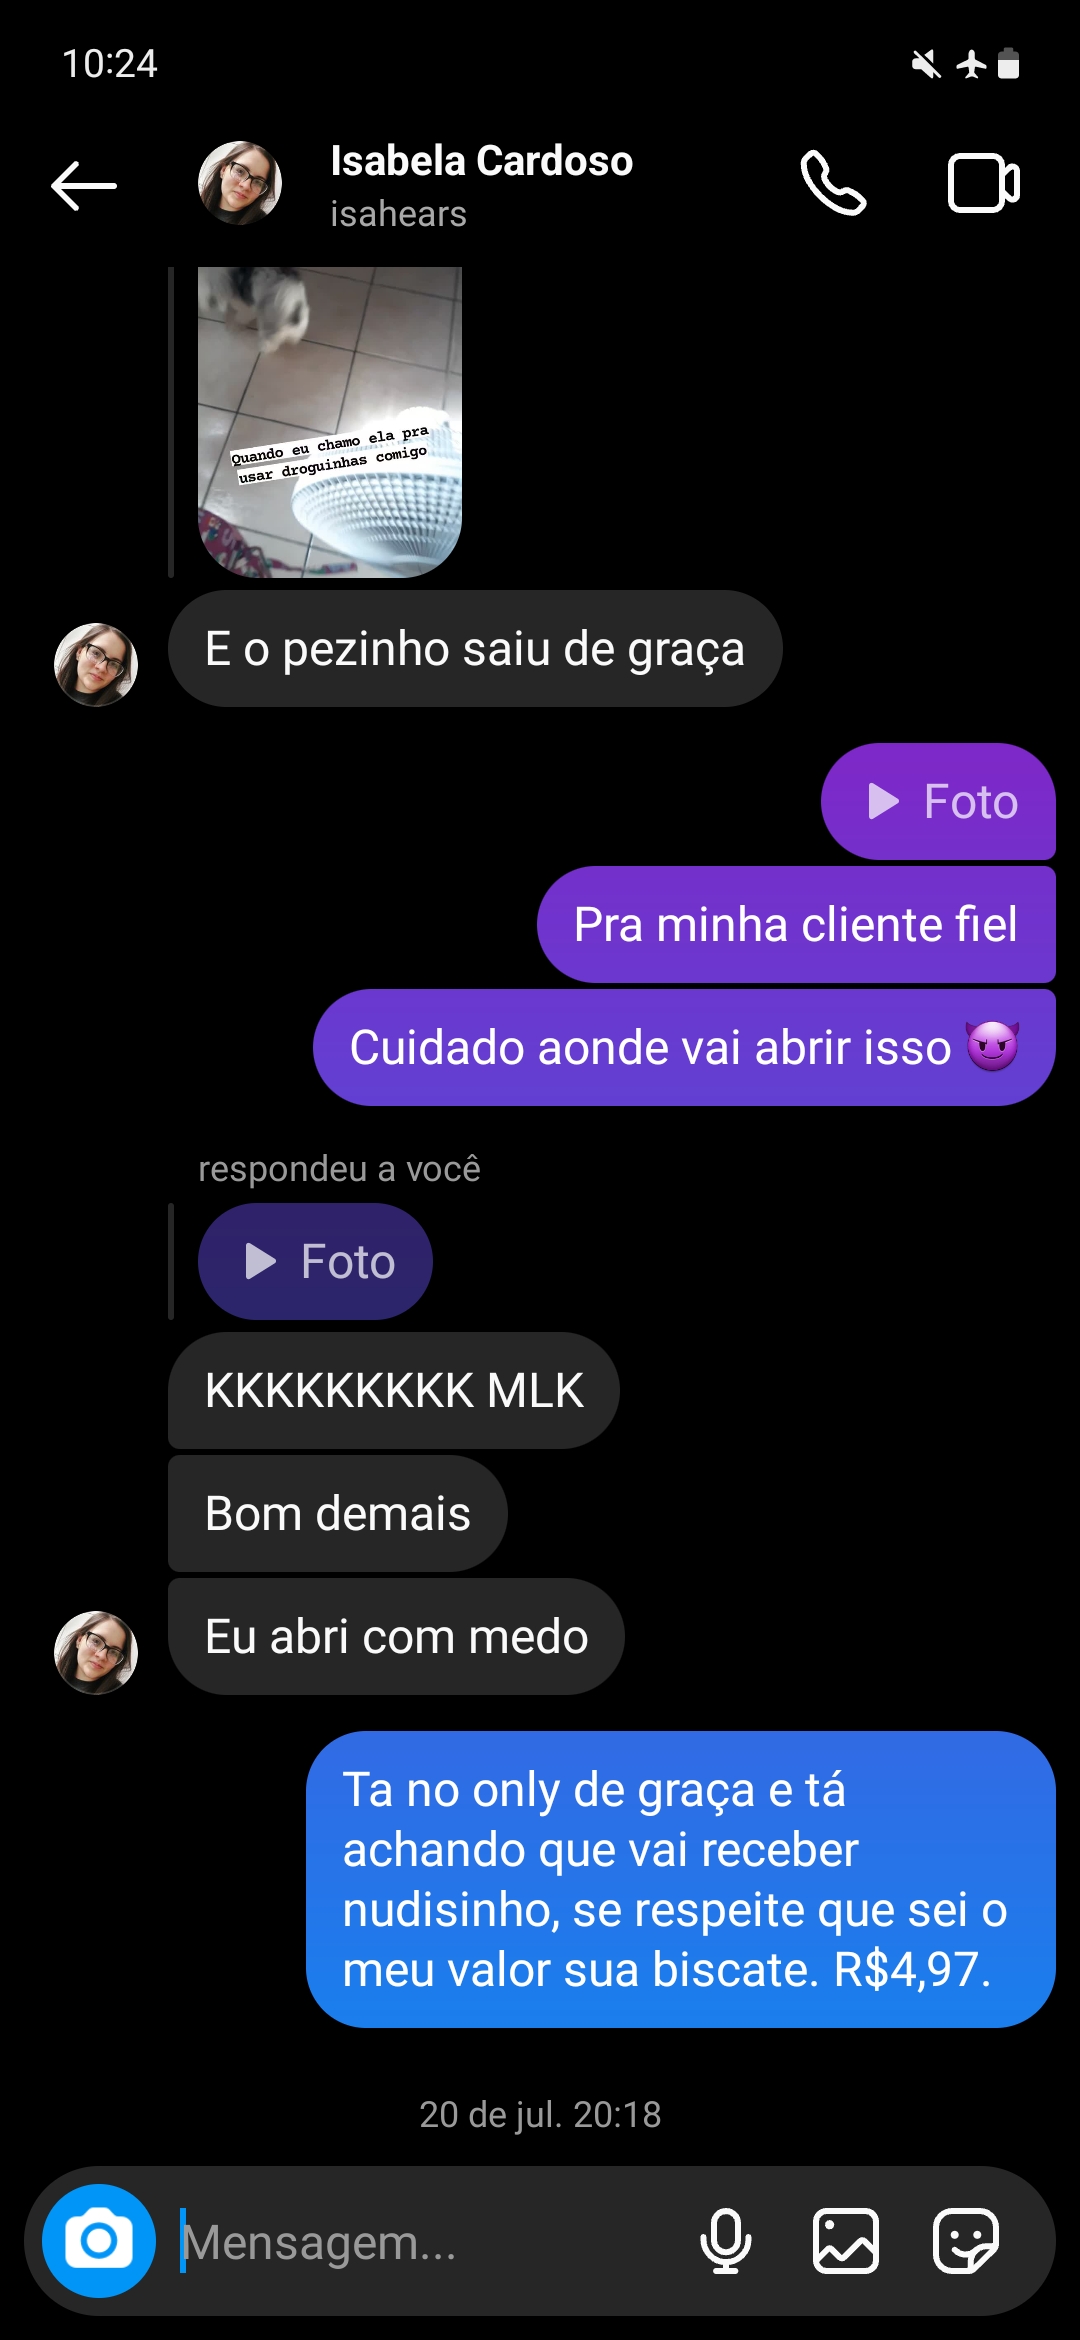 10:24
Isabela Cardoso
isahears
Quando eu chamo ela pra
usar droguinhas comigo
E o pezinho saiu de graça
Foto
Pra minha cliente fiel
Cuidado aonde vai abrir isso 😈
respondeu a você
Foto
KKKKKKKKK MLK
Bom demais
Eu abri com medo
Ta no only de graça e tá
achando que vai receber
nudisinho, se respeite que sei o
meu valor sua biscate. R$4,97.
20 de jul. 20:18
Mensagem...